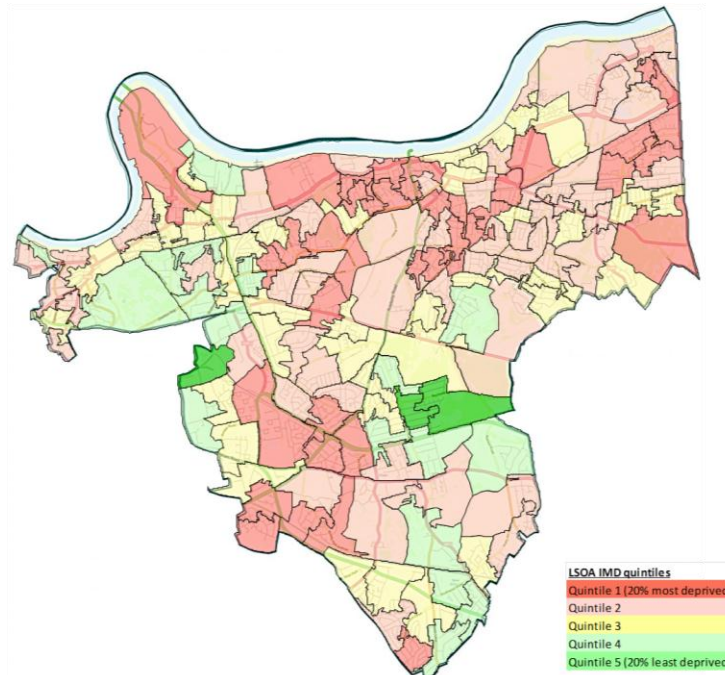 LSOA IMD quintiles
Quintile 1 (20% most deprived
Quintile 2
Quintile 3
Quintile 4
Quintile 5 (20% least deprived